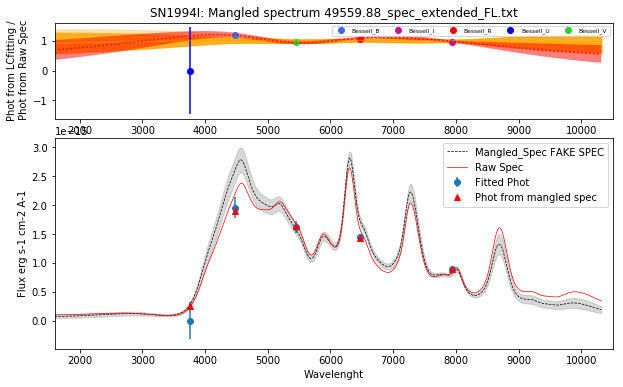 SN1994I: Mangled spectrum 49559.88_spec_extended_FL.txt
Phot from LCfitting /
Phot from Raw Spec
1
0
−1
Bessell_B
Bessell_I
Bessell_R
Bessell_U
Bessell_V
2000 3000 4000 5000 6000 7000 8000 9000 10000
1e−15
Flux erg s-1 cm-2 A-1
3.0
2.5
2.0
1.5
1.0
0.5
0.0
Mangled_Spec FAKE SPEC
Raw Spec
Fitted Phot
Phot from mangled spec
2000 3000 4000 5000 6000 7000 8000 9000 10000
Wavelenght